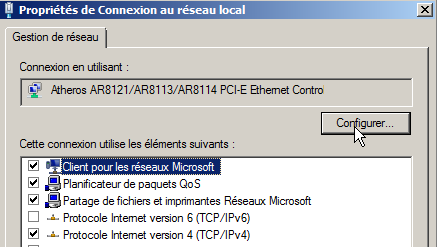 Propriétés de Connexion au réseau local
Gestion de réseau
Connexion en utilisant :
Atheros AR8121/AR8113/AR8114 PCI-E Ethernet Control
Configurer...
Cette connexion utilise les éléments suivants :
Client pour les réseaux Microsoft
Planificateur de paquets QoS
Partage de fichiers et imprimantes Réseaux Microsoft
Protocole Internet version 6 (TCP/IPv6)
Protocole Internet version 4 (TCP/IPv4)